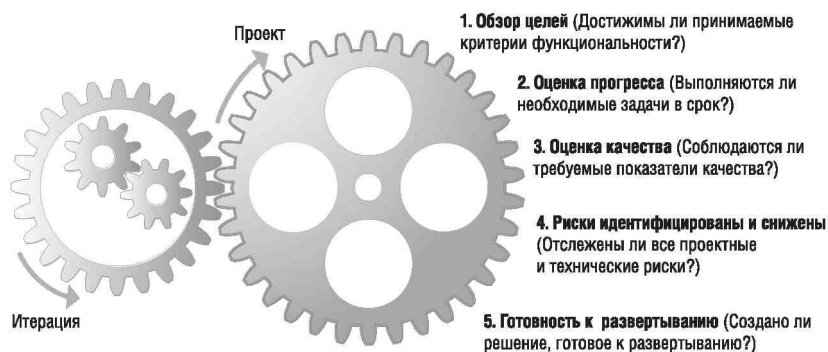 Проект
1. Обзор целей (Достижимы ли принимаемые
критерии функциональности?)
2. Оценка прогресса (Выполняются ли
необходимые задачи в срок?)
3. Оценка качества (Соблюдаются ли
требуемые показатели качества?)
4. Риски идентифицированы и снижены
(Отслежены ли все проектные
и технические риски?)
Итерация
5. Готовность к развертыванию (Создано ли
решение, готовое к развертыванию?)